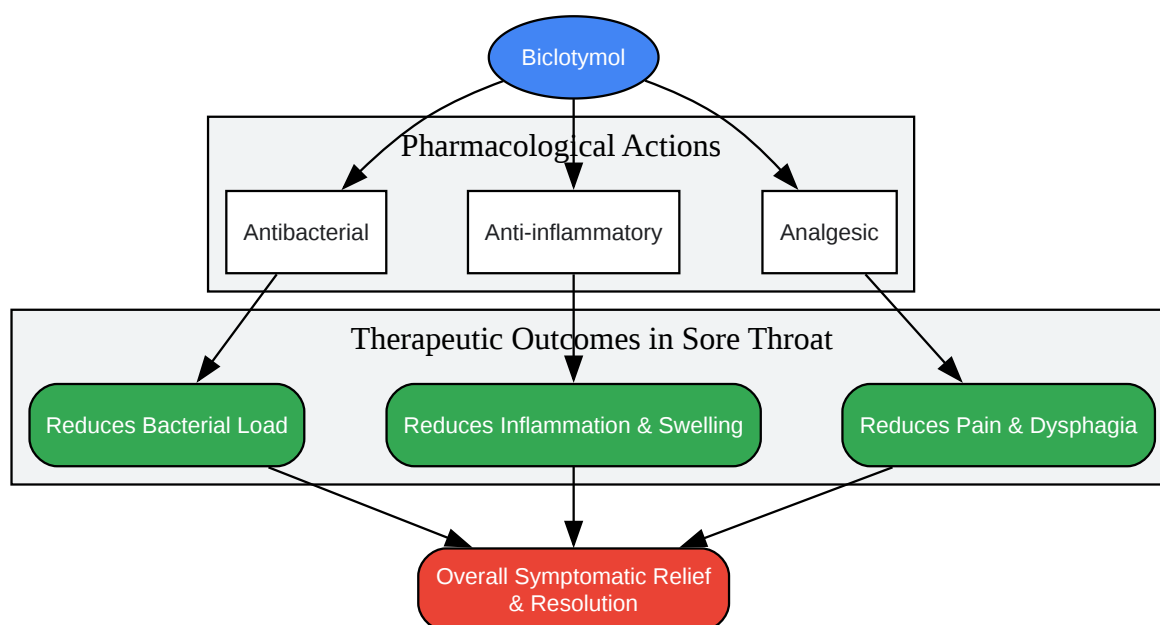 Biclotymol
Pharmacological Actions
Antibacterial
Anti-inflammatory
Analgesic
Therapeutic Outcomes in Sore Throat
Reduces Bacterial Load
Reduces Inflammation & Swelling
Reduces Pain & Dysphagia
Overall Symptomatic Relief
& Resolution